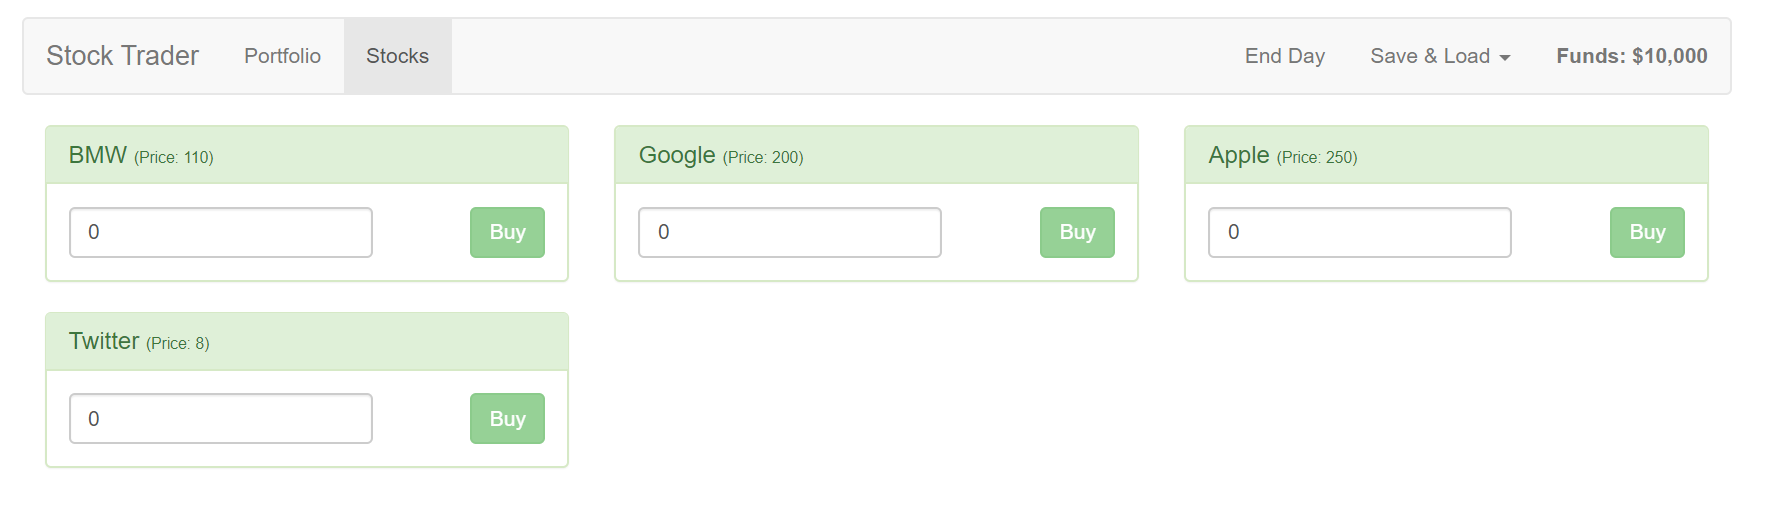 Stock Trader Portfolio Stocks End Day Save & Load Funds: $10,000
BMW (Price: 110) Google (Price: 200) Apple (Price: 250)
0 Buy 0 Buy 0 Buy
Twitter (Price: 8)
0 Buy